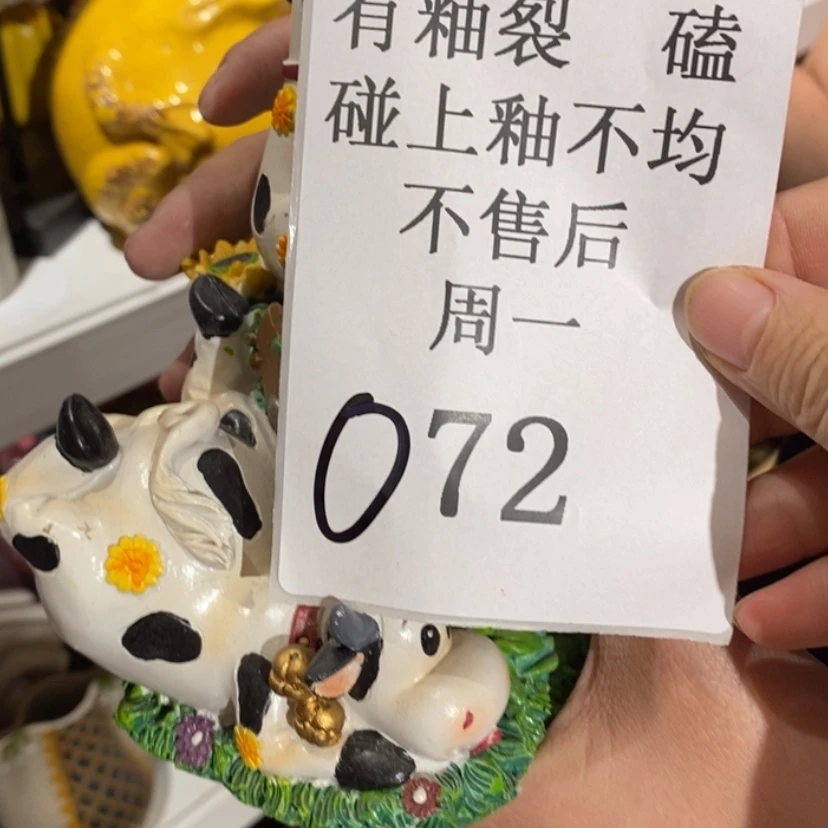 有釉裂 磕
碰上釉不均
不售后
周一
072